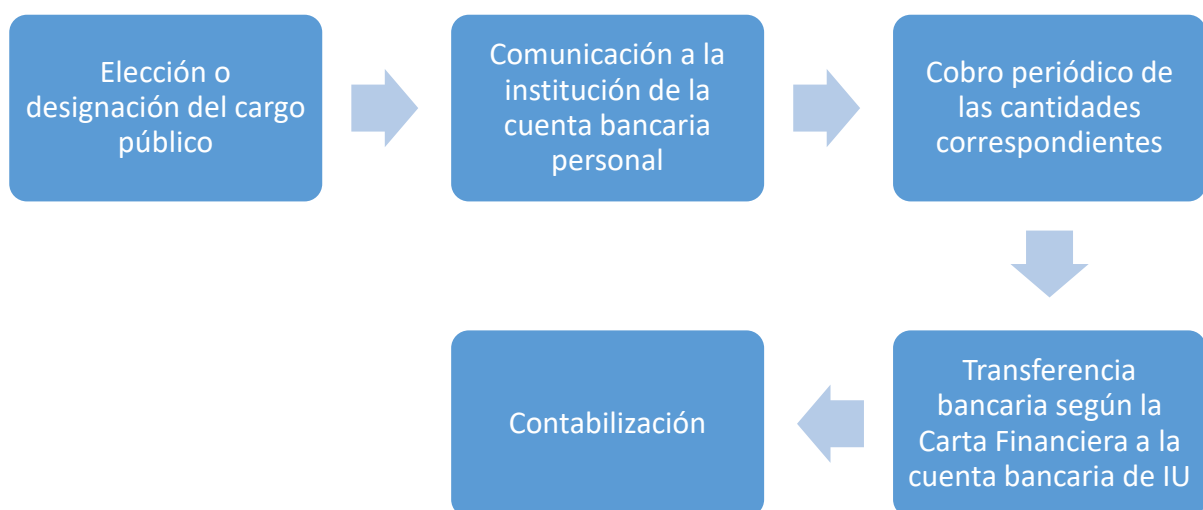 Elección o
designación del cargo
público
Comunicación a la
institución de la
cuenta bancaria
personal
Cobro periódico de
las cantidades
correspondientes
Transferencia
bancaria según la
Carta Financiera a la
cuenta bancaria de IU
Contabilización